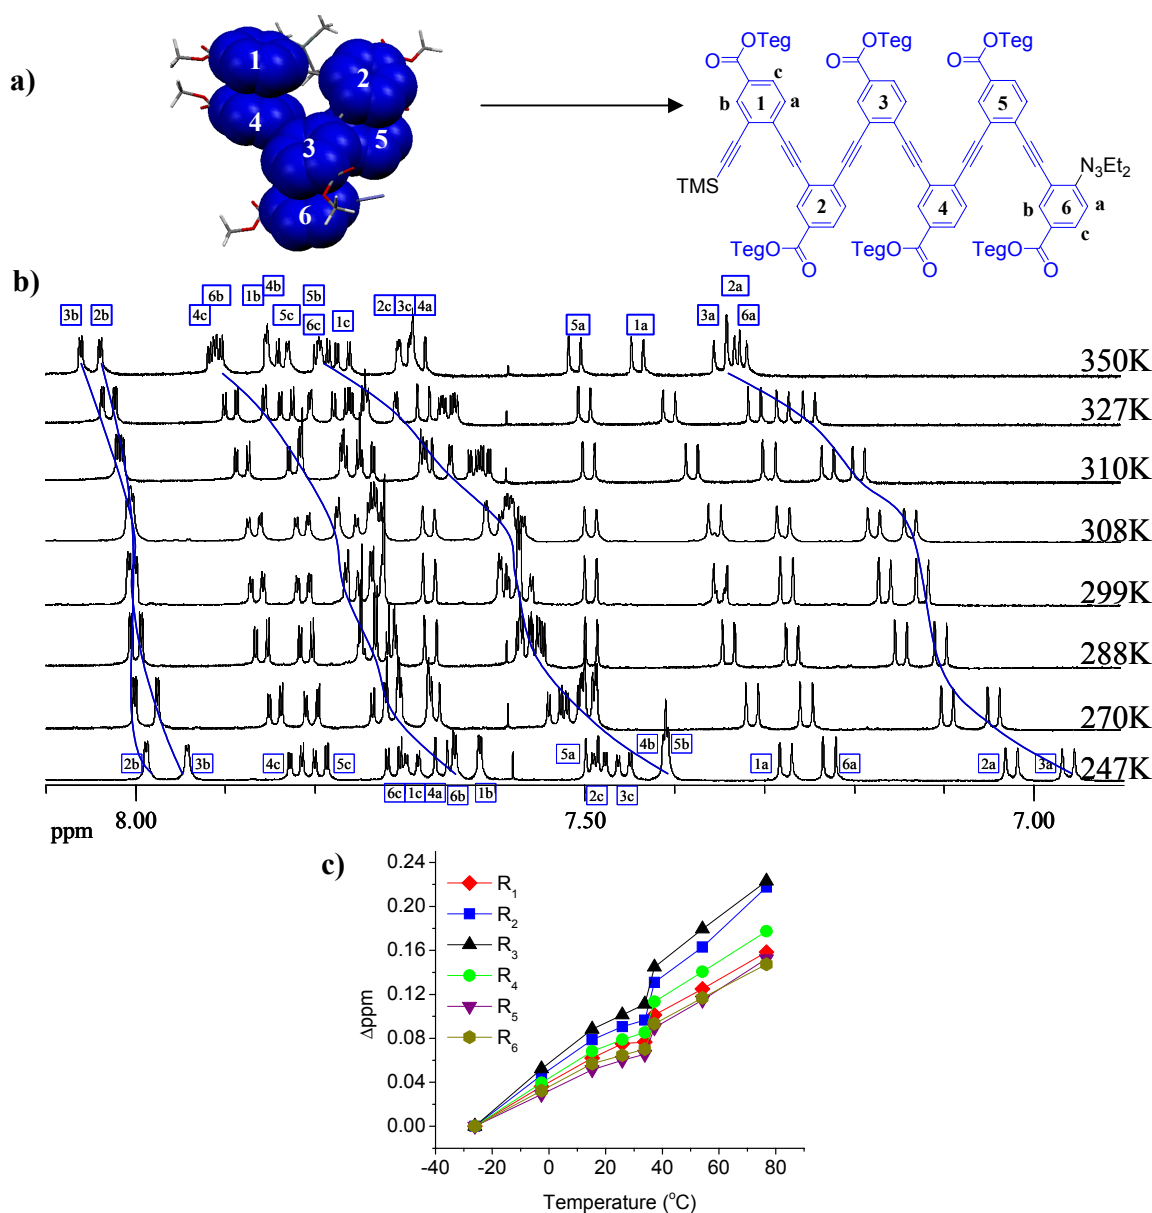 a)
1
2
3
4
5
6
OTeg
OTeg
OTeg
O
O
O
c
b
1
a
3
5
TMS
N3Et2
2
4
b
6
a
c
TegO
TegO
TegO
O
O
O
b)
3b
2b
4c
6b
1b
4b
5c
5b
6c
1c
2c
3c
4a
5a
1a
3a
2a
6a
350K
327K
310K
308K
299K
288K
270K
247K
2b
3b
4c
5c
6c
1c
4a
6b
1b
5a
2c
3c
4b
5b
1a
6a
2a
3a
ppm
8.00
7.50
7.00
c)
0.24
0.20
0.16
0.12
0.08
0.04
0.00
Δppm
R1
R2
R3
R4
R5
R6
-40
-20
0
20
40
60
80
Temperature (°C)